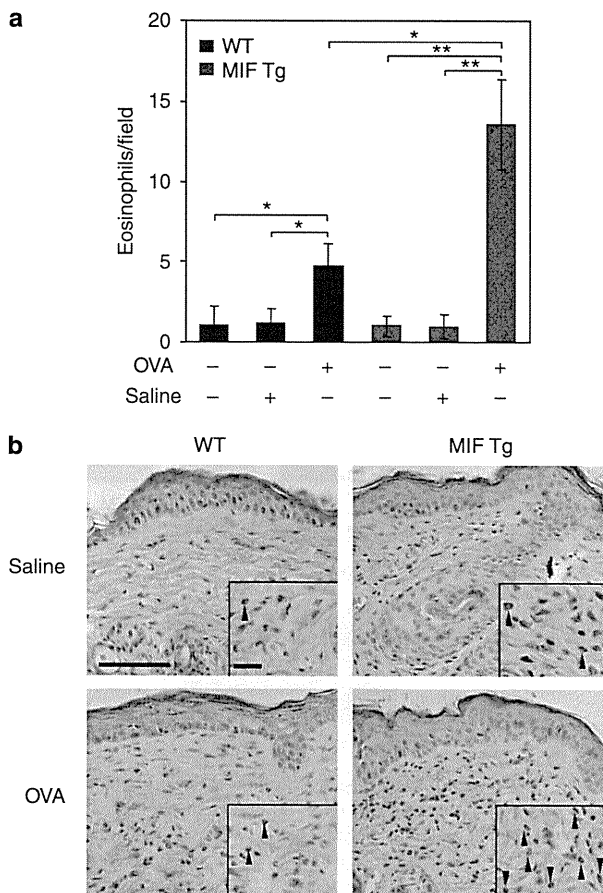 a
WT
MIF Tg
Eosinophils/field
20
15
10
5
0
*
**
**
*
*
OVA − − + − − +
Saline − + − − + −
b
WT MIF Tg
Saline
OVA